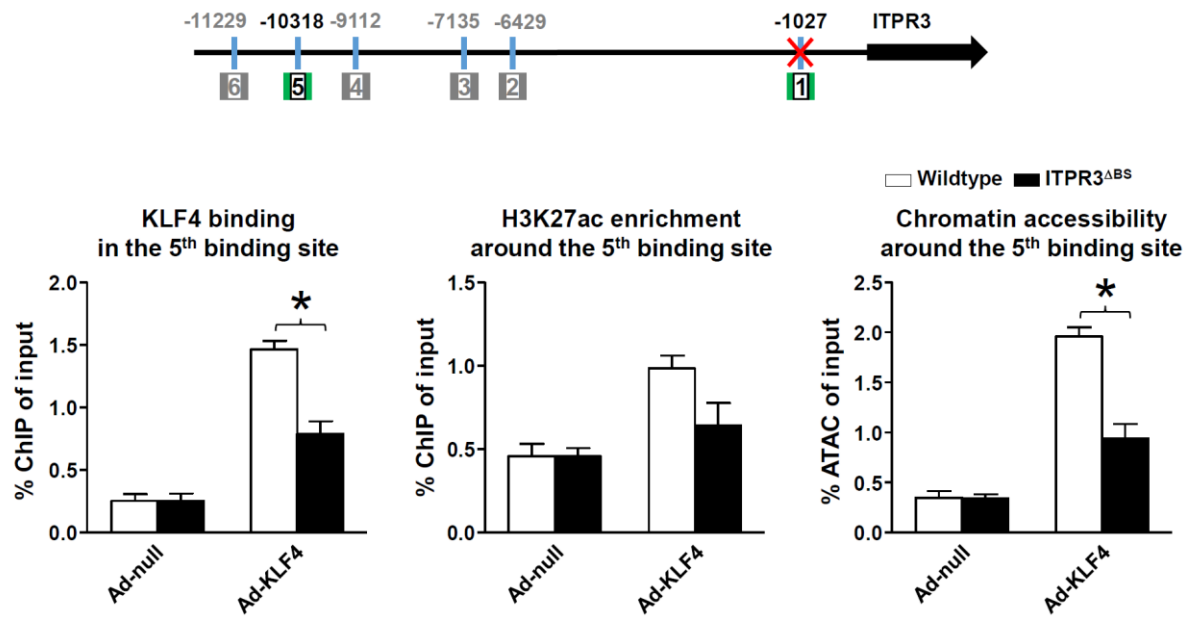 -11229 -10318 -9112 -7135 -6429 -1027 ITPR3
6 5 4 3 2 1
Wildtype ITPR3ΔBS
KLF4 binding
in the 5th binding site
% ChIP of input
2.0
1.5
1.0
0.5
0.0
*
Ad-null
Ad-KLF4
H3K27ac enrichment
around the 5th binding site
% ChIP of input
1.5
1.0
0.5
0.0
Ad-null
Ad-KLF4
Chromatin accessibility
around the 5th binding site
% ATAC of input
2.5
2.0
1.5
1.0
0.5
0.0
*
Ad-null
Ad-KLF4